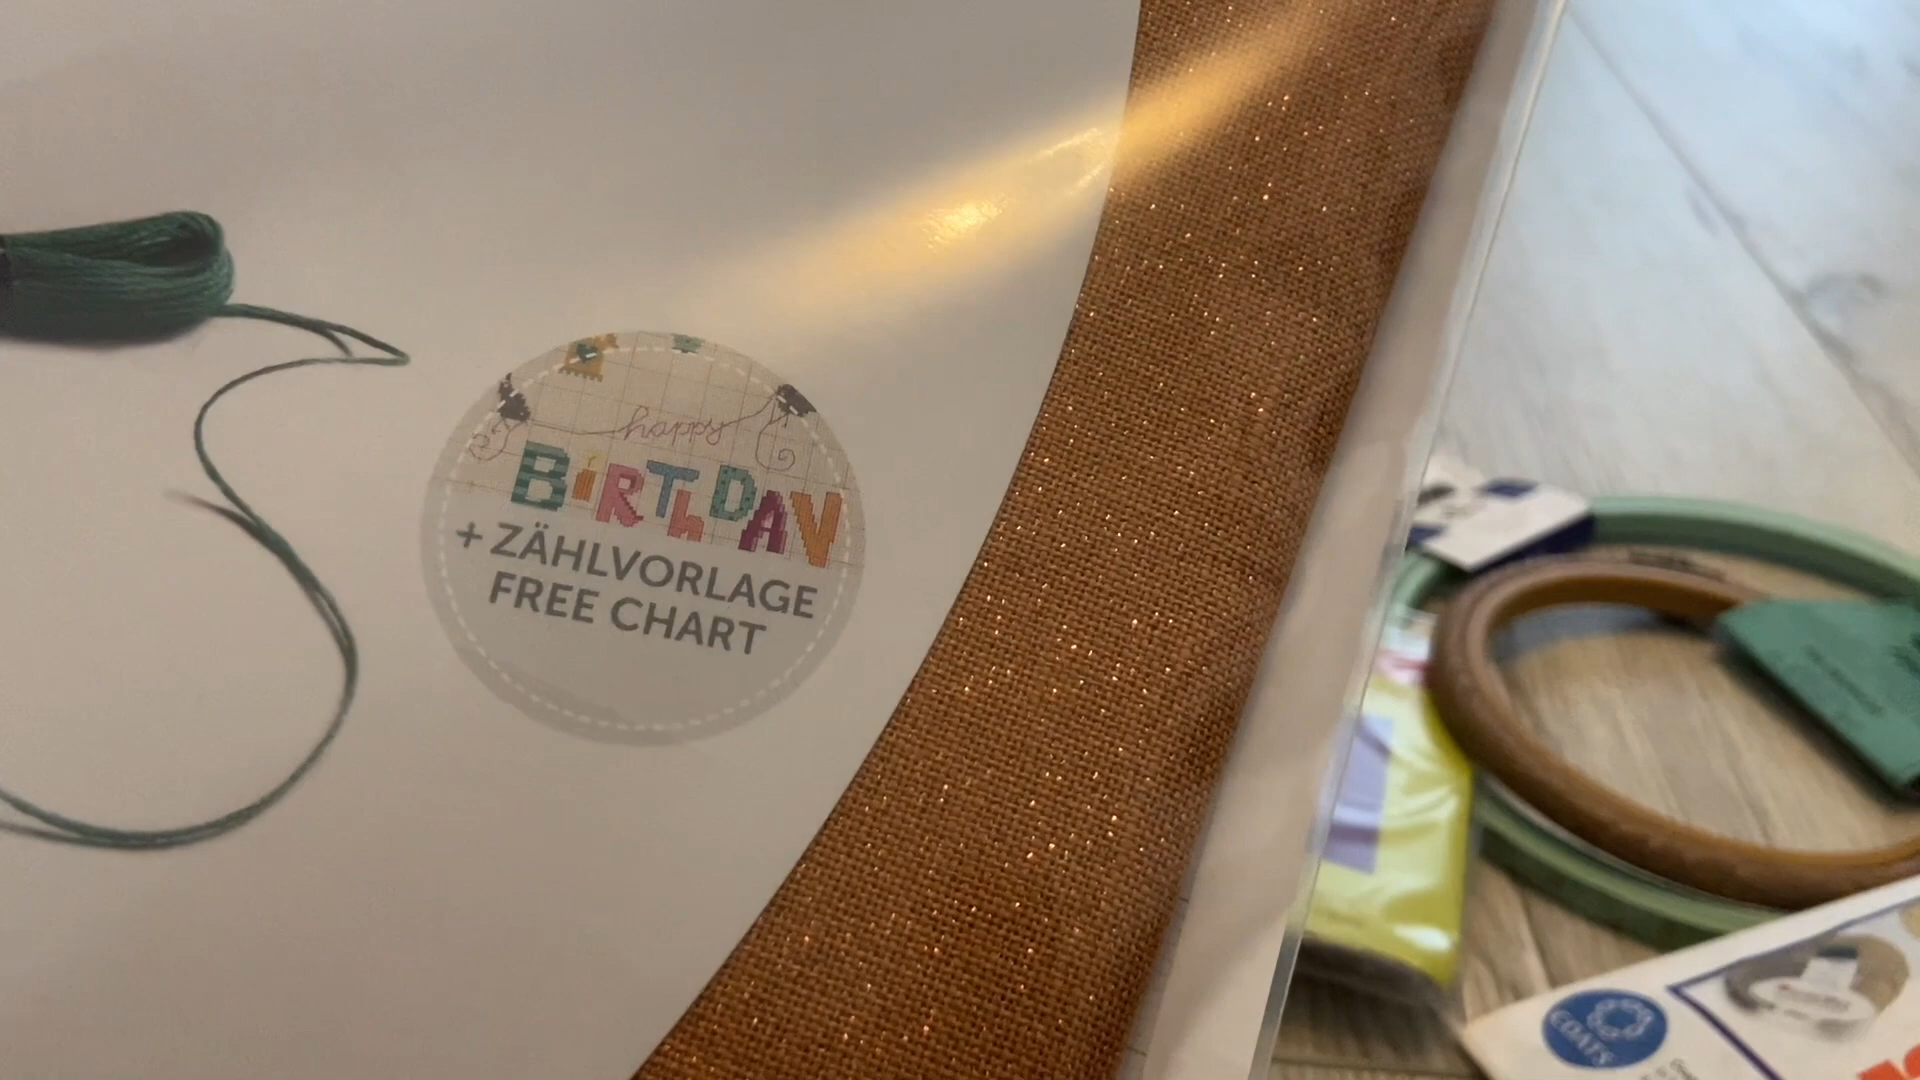 happy
BiRThDAY
+ ZÄHLVORLAGE
FREE CHART
COATS